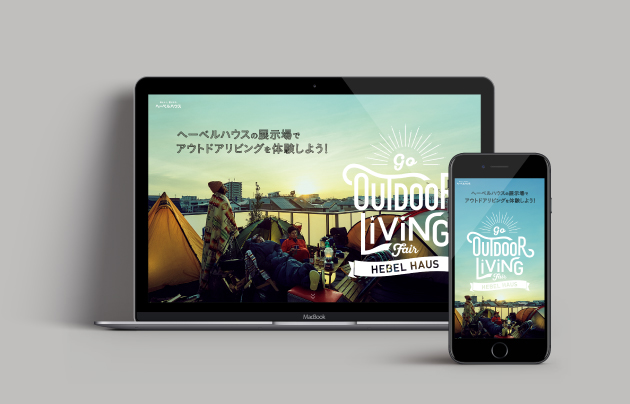 ヘーベルハウス
ヘーベルハウスの展示場で
アウトドアリビングを体験しよう!
Go
OUTDOOR
LiViNG
Fair
HEBEL HAUS
MacBook
ヘーベルハウスの展示場で
アウトドアリビングを体験しよう!
Go
OUTDOOR
LiViNG
Fair
HEBEL HAUS